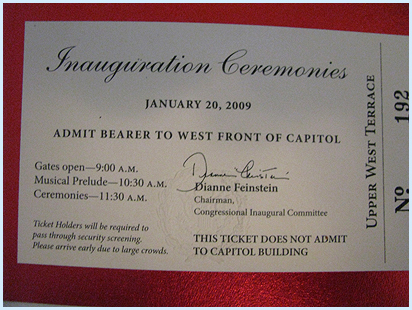 Inauguration Ceremonies
JANUARY 20, 2009
ADMIT BEARER TO WEST FRONT OF CAPITOL
Gates open—9:00 A.M.
Musical Prelude—10:30 A.M.
Ceremonies—11:30 A.M.
Dianne Feinstein
Dianne Feinstein
Chairman,
Congressional Inaugural Committee
Ticket Holders will be required to
pass through security screening.
Please arrive early due to large crowds.
THIS TICKET DOES NOT ADMIT
TO CAPITOL BUILDING
UPPER WEST TERRACE
Nº 192